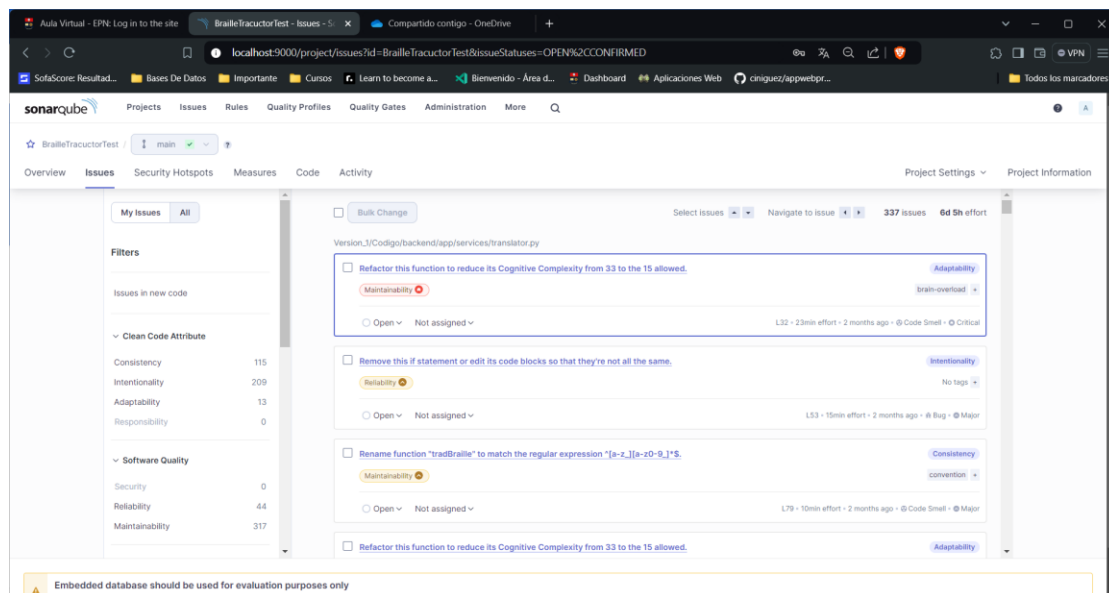 Aula Virtual - EPN: Log in to the site
BrailleTracuctorTest - Issues - S
Compartido contigo - OneDrive
localhost:9000/project/issues?id=BrailleTracuctorTest&issueStatuses=OPEN%2CCONFIRMED
VPN
SofaScore: Resultad...
Bases De Datos
Importante
Cursos
Learn to become a...
Bienvenido - Área d...
Dashboard
Aplicaciones Web
ciniguez/appwebpr...
Todos los marcadores
sonarqube
Projects
Issues
Rules
Quality Profiles
Quality Gates
Administration
More
A
BrailleTracuctorTest / main
Overview
Issues
Security Hotspots
Measures
Code
Activity
Project Settings
Project Information
My Issues
All
Bulk Change
Select issues
Navigate to issue
337 issues
6d 5h effort
Filters
Issues in new code
Clean Code Attribute
Consistency 115
Intentionality 209
Adaptability 13
Responsibility 0
Software Quality
Security 0
Reliability 44
Maintainability 317
Version_1/Codigo/backend/app/services/translator.py
Refactor this function to reduce its Cognitive Complexity from 33 to the 15 allowed.
Adaptability
Maintainability
brain-overload +
Open
Not assigned
L32 • 23min effort • 2 months ago • Code Smell • Critical
Remove this if statement or edit its code blocks so that they're not all the same.
Intentionality
Reliability
No tags +
Open
Not assigned
L53 • 15min effort • 2 months ago • Bug • Major
Rename function "tradBraille" to match the regular expression ^[a-z_][a-z0-9_]*$.
Consistency
Maintainability
convention +
Open
Not assigned
L79 • 10min effort • 2 months ago • Code Smell • Major
Refactor this function to reduce its Cognitive Complexity from 33 to the 15 allowed.
Adaptability
Embedded database should be used for evaluation purposes only